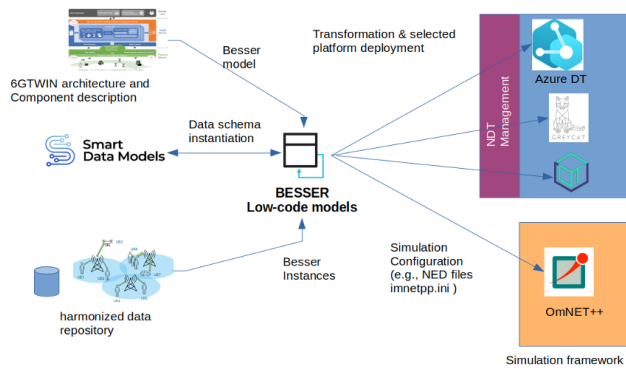 6GTWIN architecture and
Component description
Besser
model
Transformation & selected
platform deployment
Azure DT
GREYCAT
NDT
Management
Smart
Data Models
Data schema
instantiation
BESSER
Low-code models
Besser
Instances
harmonized data
repository
Simulation
Configuration
(e.g., NED files
imnetpp.ini )
OmNET++
Simulation framework